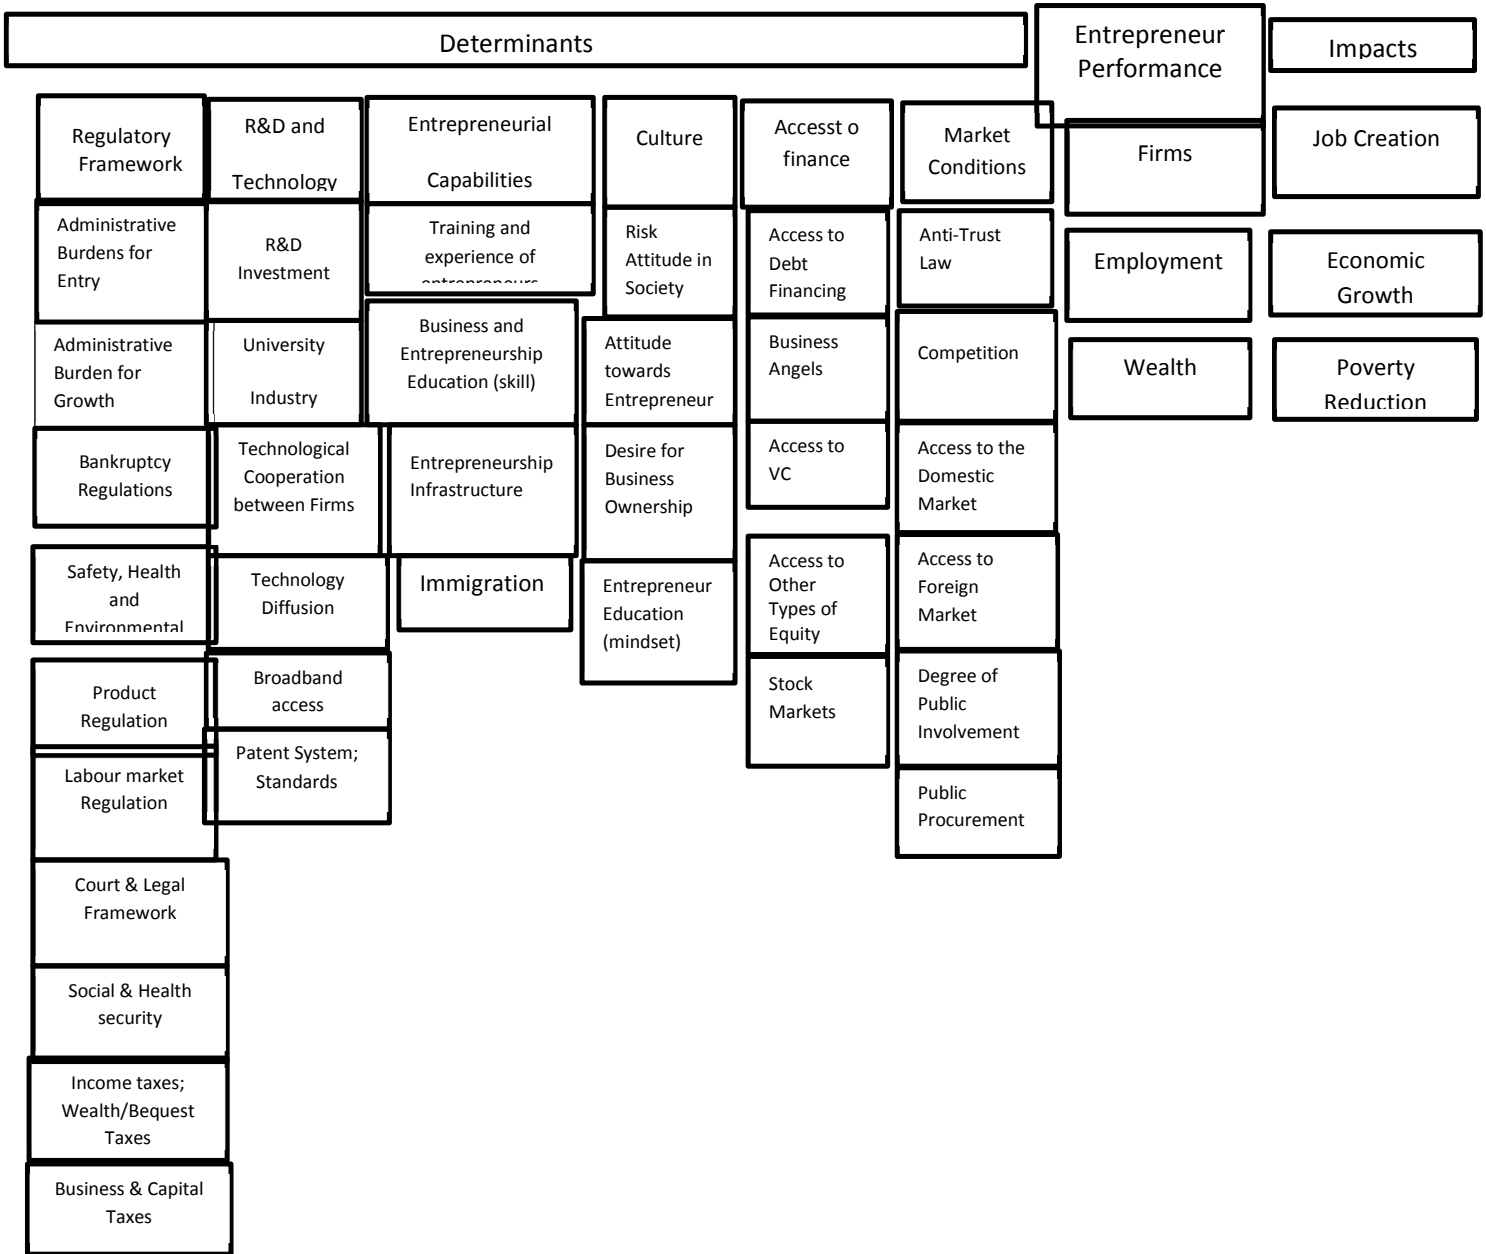 Determinants
Entrepreneur
Performance
Impacts
Regulatory
Framework
Administrative
Burdens for
Entry
Administrative
Burden for
Growth
Bankruptcy
Regulations
Safety, Health
and
Environmental
Product
Regulation
Labour market
Regulation
Court & Legal
Framework
Social & Health
security
Income taxes;
Wealth/Bequest
Taxes
Business & Capital
Taxes
R&D and
Technology
R&D
Investment
University
Industry
Technological
Cooperation
between Firms
Technology
Diffusion
Broadband
access
Patent System;
Standards
Entrepreneurial
Capabilities
Training and
experience of
entrepreneurs
Business and
Entrepreneurship
Education (skill)
Entrepreneurship
Infrastructure
Immigration
Culture
Risk
Attitude in
Society
Attitude
towards
Entrepreneur
Desire for
Business
Ownership
Entrepreneur
Education
(mindset)
Accesst o
finance
Access to
Debt
Financing
Business
Angels
Access to
VC
Access to
Other
Types of
Equity
Stock
Markets
Market
Conditions
Anti-Trust
Law
Competition
Access to the
Domestic
Market
Access to
Foreign
Market
Degree of
Public
Involvement
Public
Procurement
Firms
Employment
Wealth
Job Creation
Economic
Growth
Poverty
Reduction